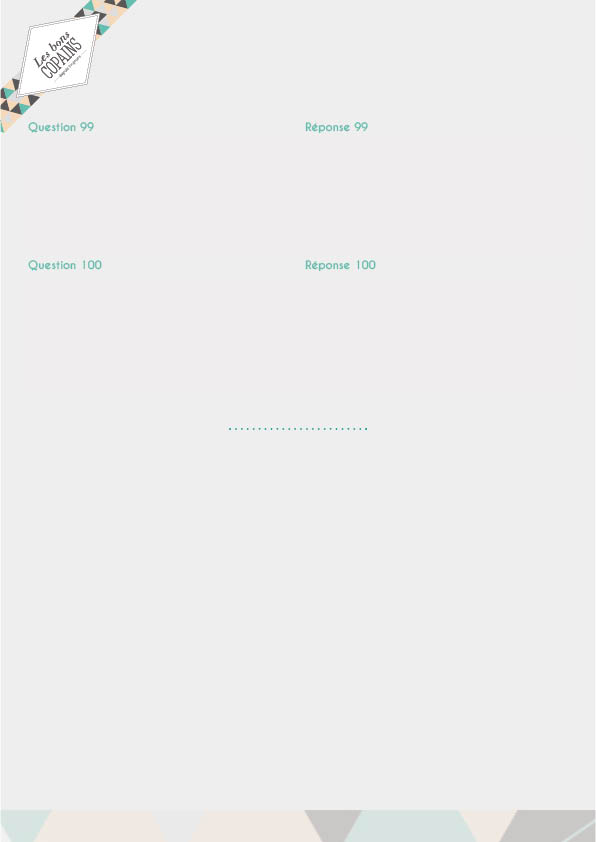 Les bons
COPAINS
Question 99
Réponse 99
Question 100
Réponse 100